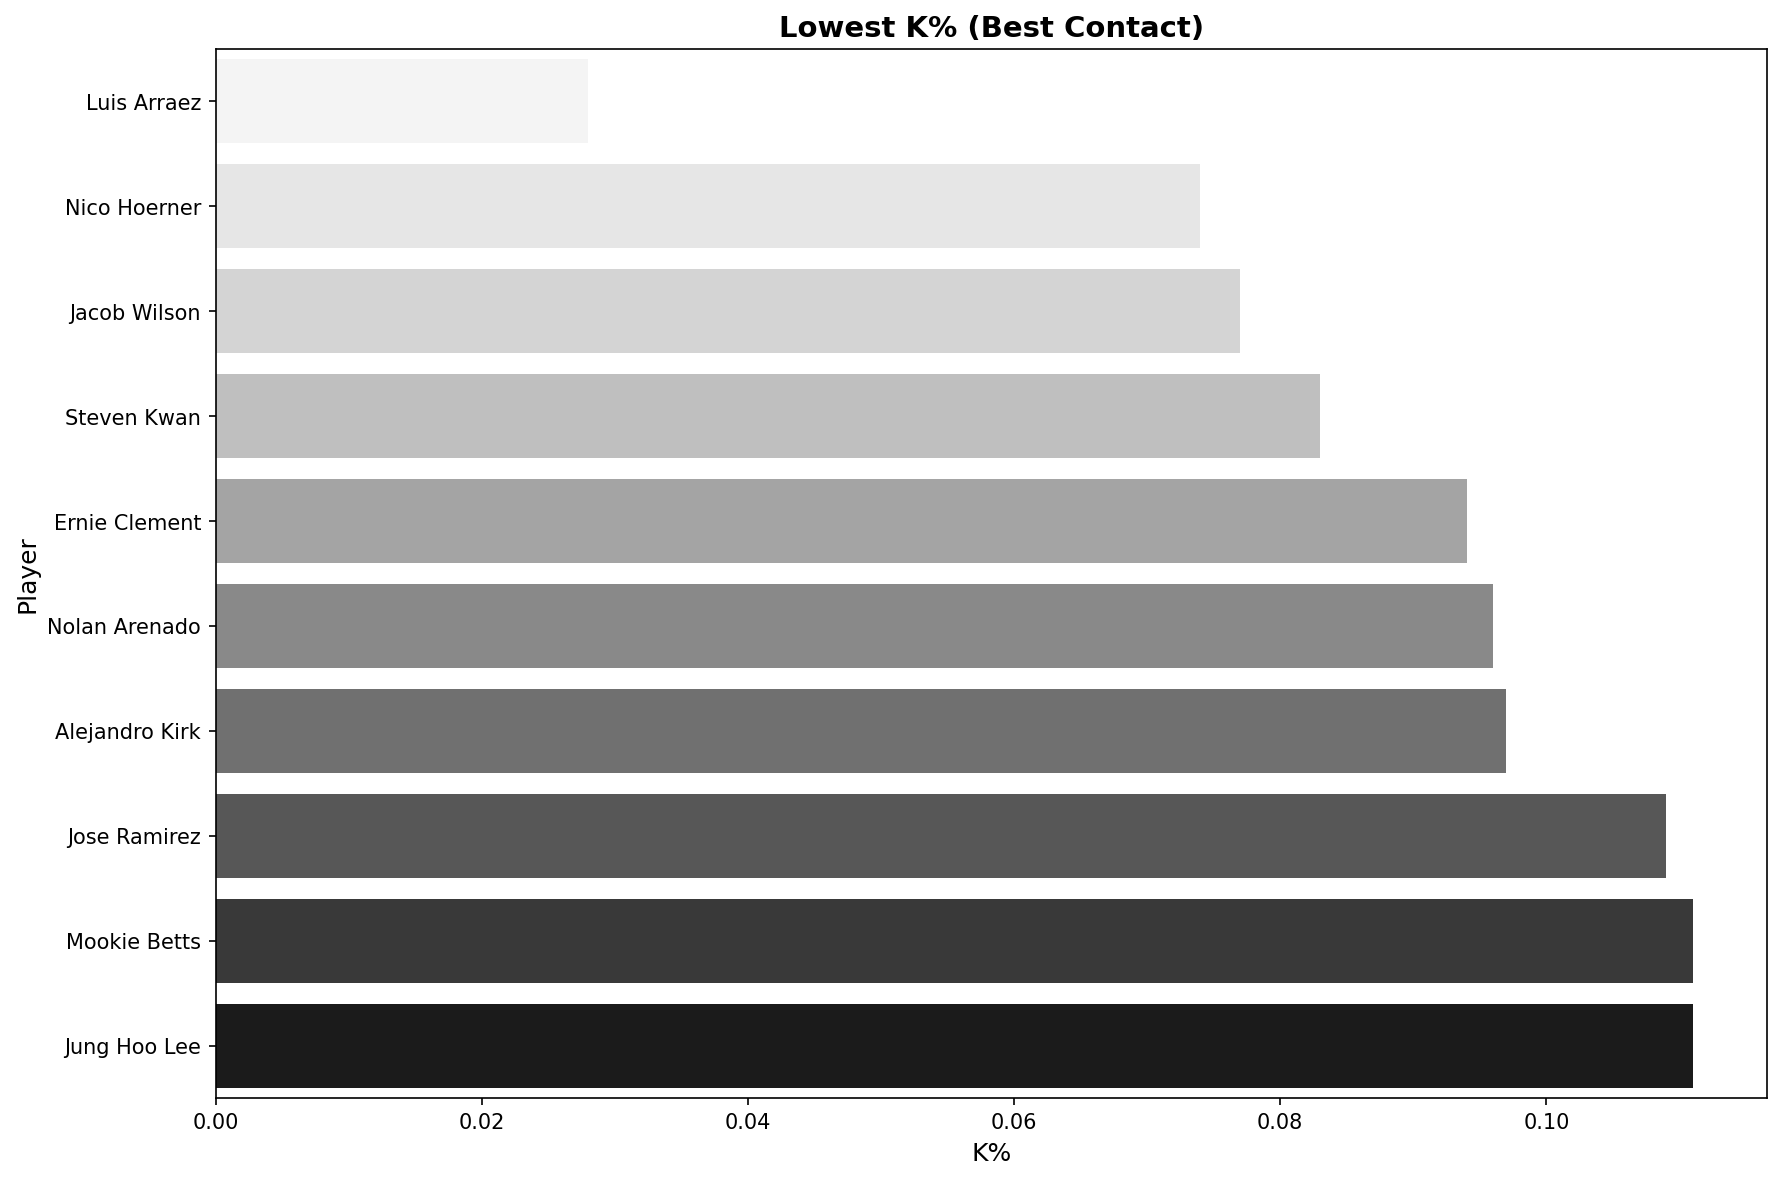 Lowest K% (Best Contact)
Player
Luis Arraez
Nico Hoerner
Jacob Wilson
Steven Kwan
Ernie Clement
Nolan Arenado
Alejandro Kirk
Jose Ramirez
Mookie Betts
Jung Hoo Lee
0.00 0.02 0.04 0.06 0.08 0.10
K%